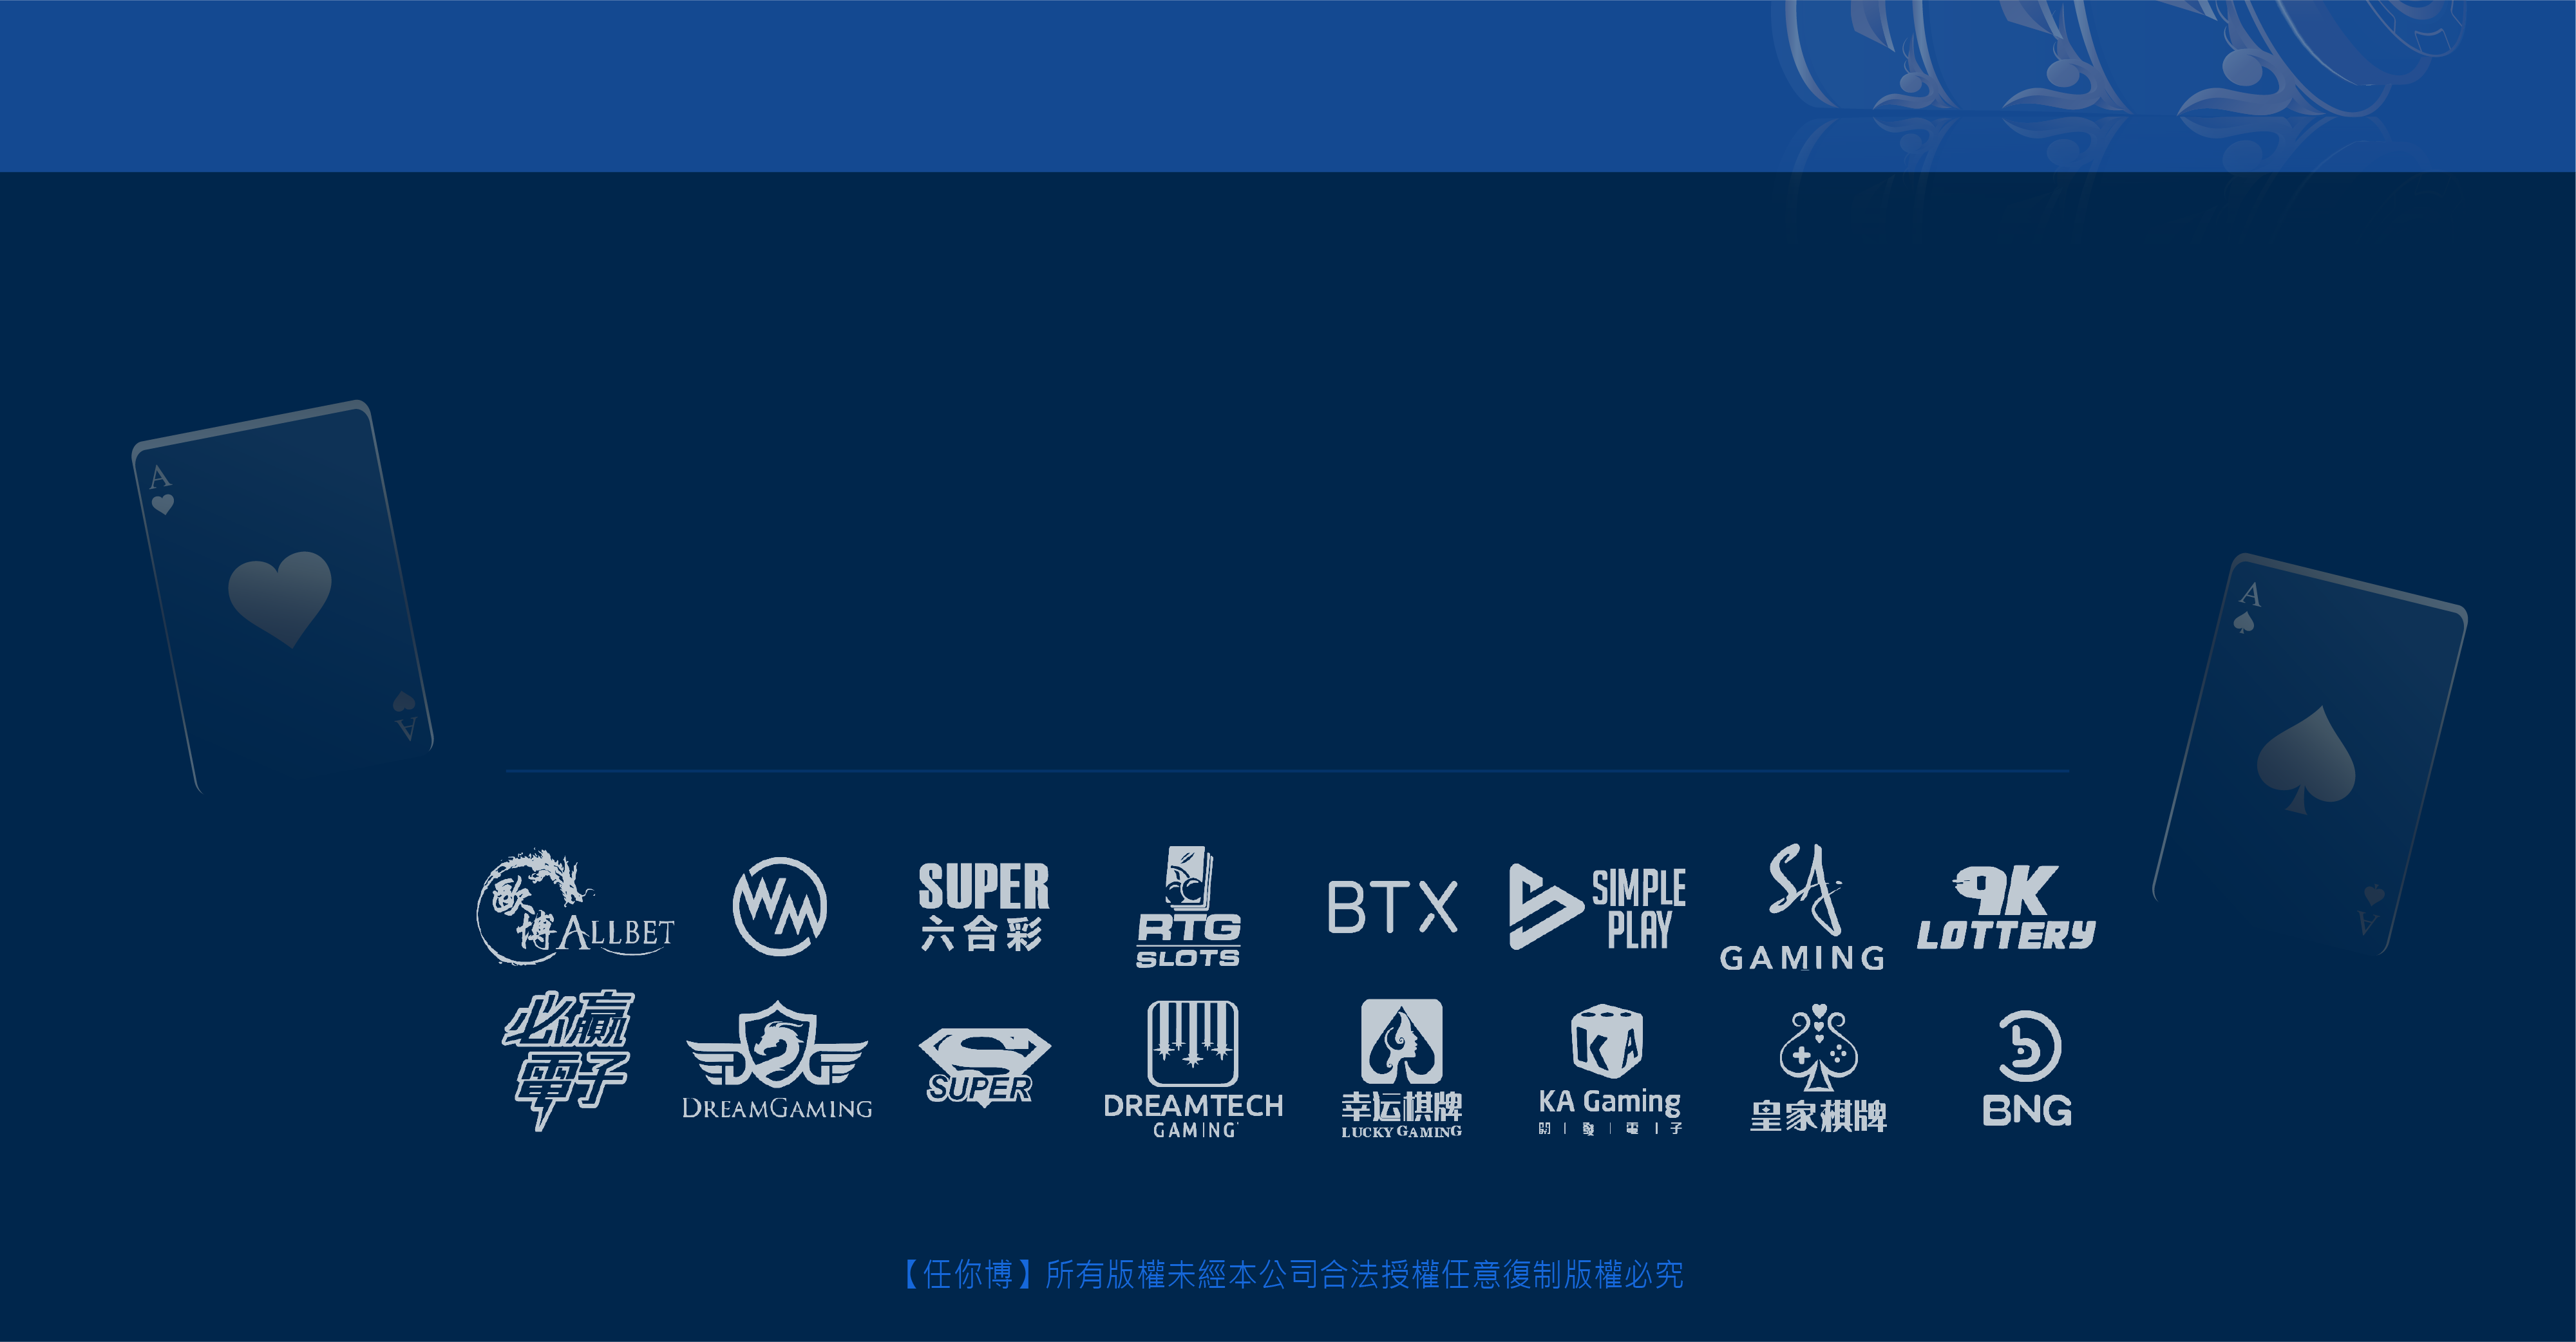 A
A
A
A
歐博 ALLBET
WM
SUPER
六合彩
RTG
SLOTS
BTX
SIMPLE
PLAY
SA
GAMING
9K
LOTTERY
必贏
電子
DG
DREAMGAMING
S
SUPER
DREAMTECH
GAMING
幸运棋牌
LUCKY GAMING
KA
KA Gaming
開 | 發 | 電 | 子
皇家棋牌
b
BNG
【任你博】所有版權未經本公司合法授權任意復制版權必究